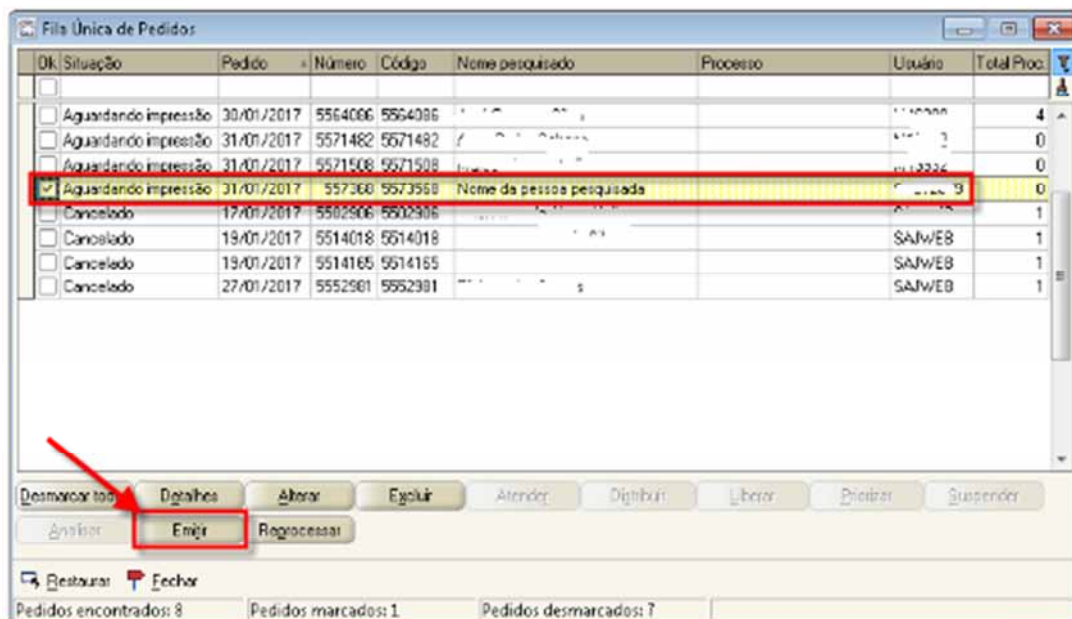 Fila Única de Pedidos
Ok Situação Pedido Número Código Nome pesquisado Processo Usuário Total Proc.
Aguardando impressão 30/01/2017 5564086 5564086 4
Aguardando impressão 31/01/2017 5571482 5571482 0
Aguardando impressão 31/01/2017 5571508 5571508 0
Aguardando impressão 31/01/2017 557368 5573568 Nome da pessoa pesquisada 0
Cancelado 17/01/2017 5502906 5502906 1
Cancelado 19/01/2017 5514018 5514018 SAJWEB 1
Cancelado 19/01/2017 5514165 5514165 SAJWEB 1
Cancelado 27/01/2017 5552981 5552981 SAJWEB 1
Desmarcar tod Detalhes Alterar Excluir Atender Distribuir Liberar Priorizar Suspender
Analisar Emitir Reprocessar
Restaurar Fechar
Pedidos encontrados: 8 Pedidos marcados: 1 Pedidos desmarcados: 7